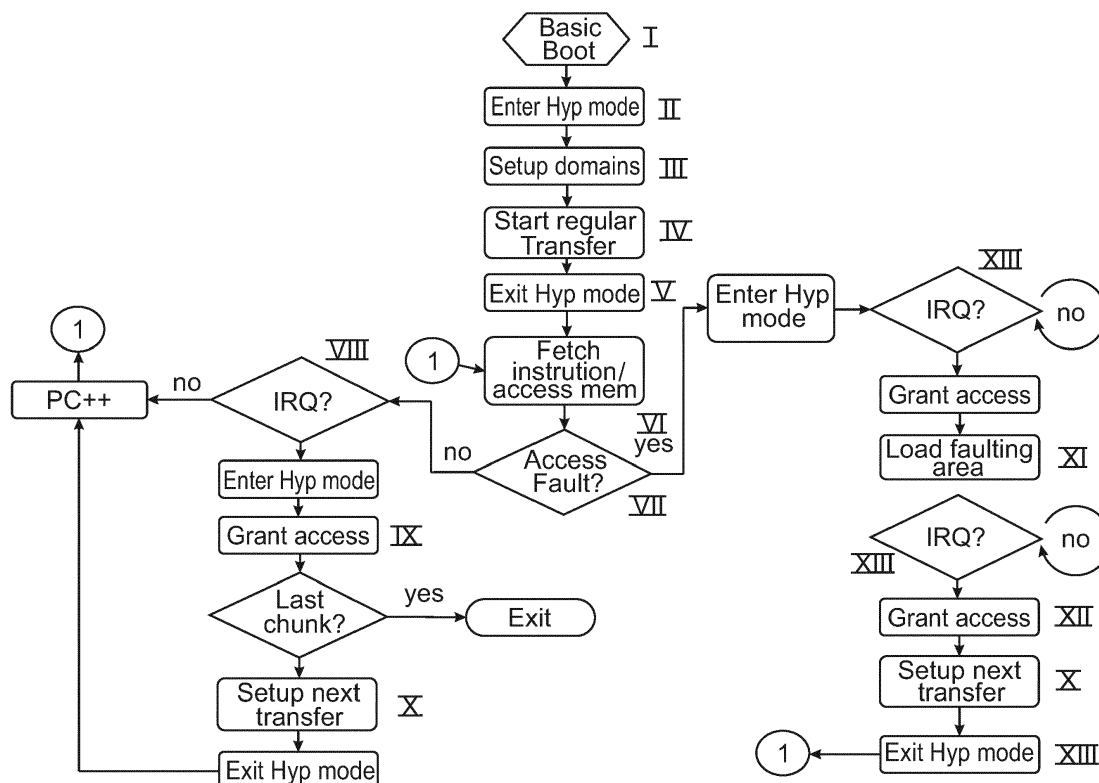 Basic
Boot
I
Enter Hyp mode
II
Setup domains
III
Start regular
Transfer
IV
Exit Hyp mode
V
1
Fetch
instrution/
access mem
VI
Access
Fault?
VII
yes
no
Enter Hyp
mode
XIII
IRQ?
no
Grant access
Load faulting
area
XI
IRQ?
no
XIII
Grant access
XII
Setup next
transfer
X
Exit Hyp mode
XIII
1
VIII
IRQ?
no
PC++
1
Enter Hyp mode
Grant access
IX
Last
chunk?
yes
Exit
Setup next
transfer
X
Exit Hyp mode